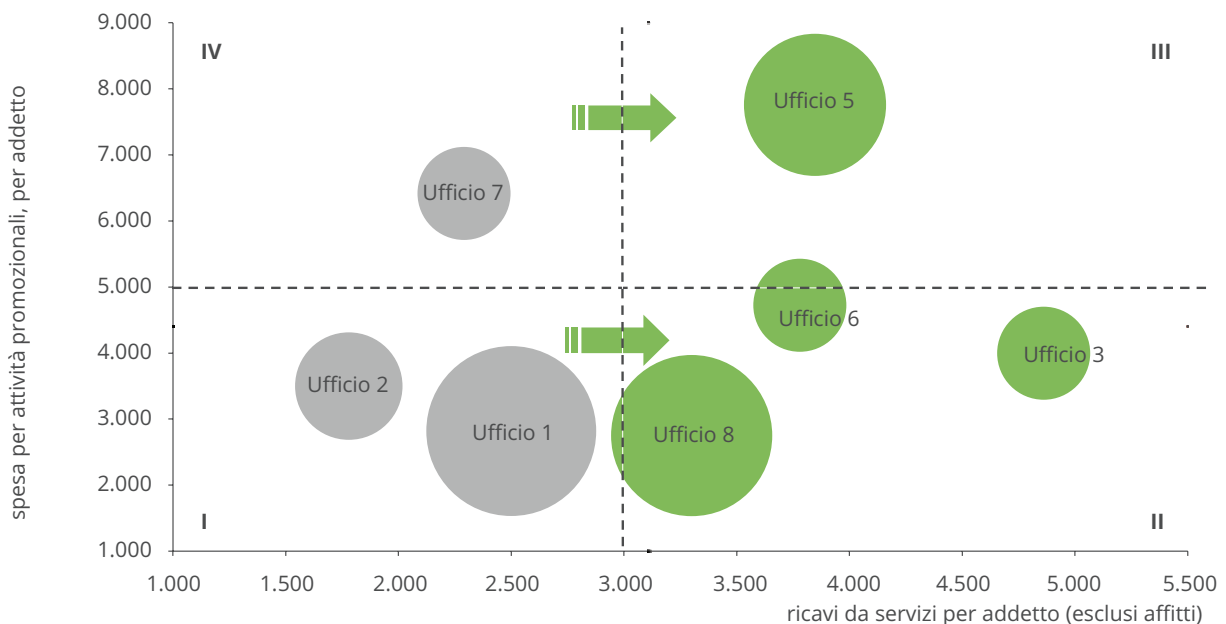 spesa per attività promozionali, per addetto
9.000
8.000
7.000
6.000
5.000
4.000
3.000
2.000
1.000
IV
III
Ufficio 5
Ufficio 7
Ufficio 6
Ufficio 3
Ufficio 2
Ufficio 1
Ufficio 8
I
II
1.000
1.500
2.000
2.500
3.000
3.500
4.000
4.500
5.000
5.500
ricavi da servizi per addetto (esclusi affitti)